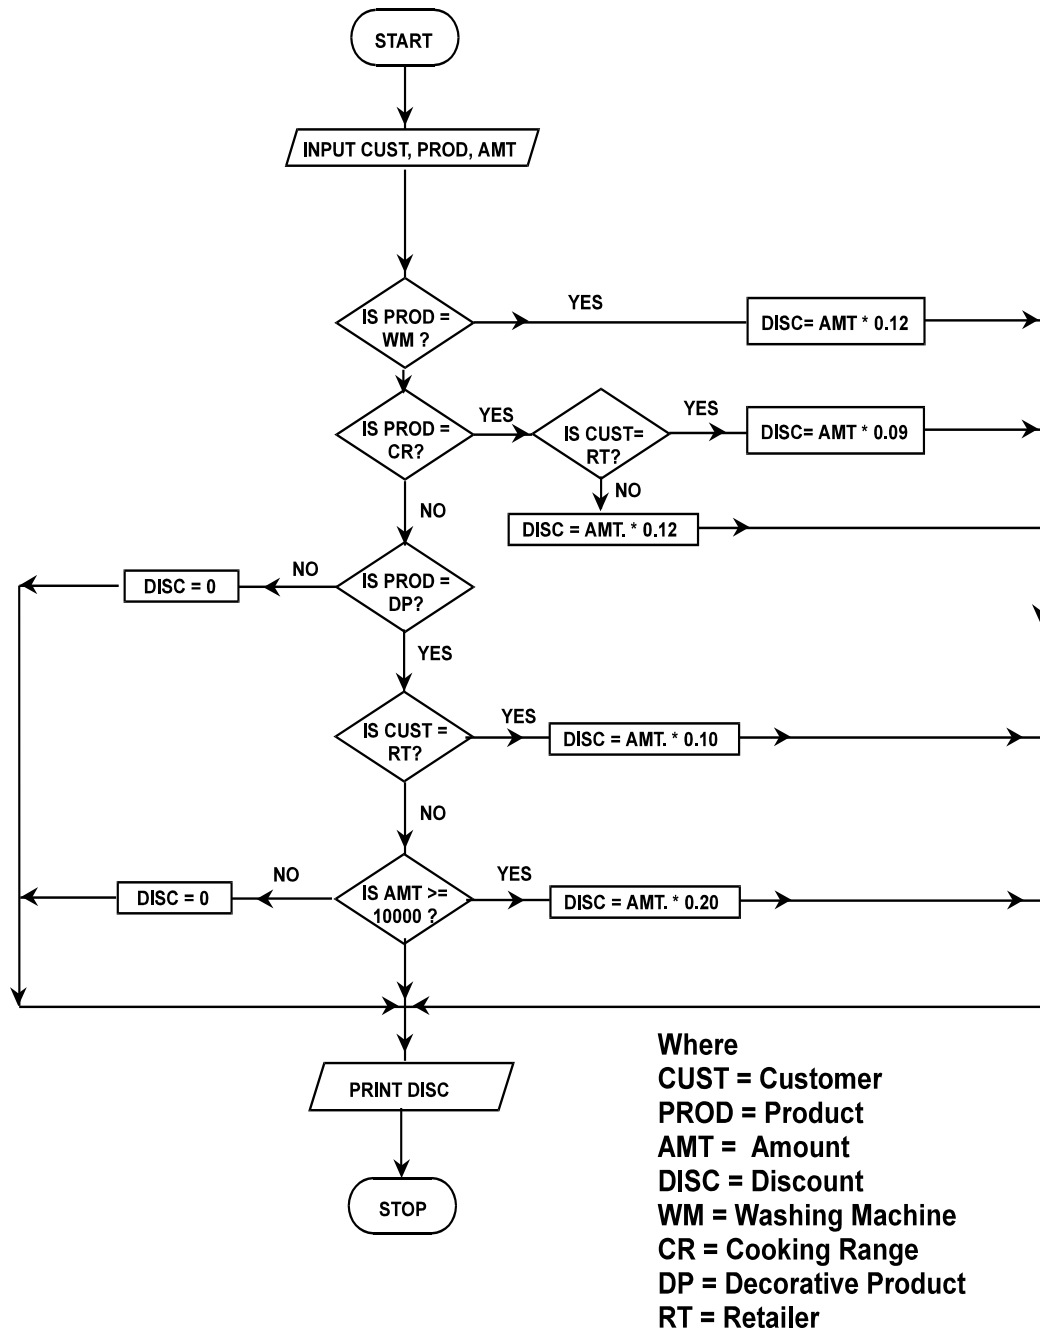 START
INPUT CUST, PROD, AMT
IS PROD =
WM ?
YES
DISC= AMT * 0.12
IS PROD =
CR?
YES
IS CUST=
RT?
YES
DISC= AMT * 0.09
NO
DISC = AMT. * 0.12
NO
IS PROD =
DP?
NO
DISC = 0
YES
IS CUST =
RT?
YES
DISC = AMT. * 0.10
NO
IS AMT >=
10000 ?
NO
DISC = 0
YES
DISC = AMT. * 0.20
PRINT DISC
STOP
Where
CUST = Customer
PROD = Product
AMT = Amount
DISC = Discount
WM = Washing Machine
CR = Cooking Range
DP = Decorative Product
RT = Retailer